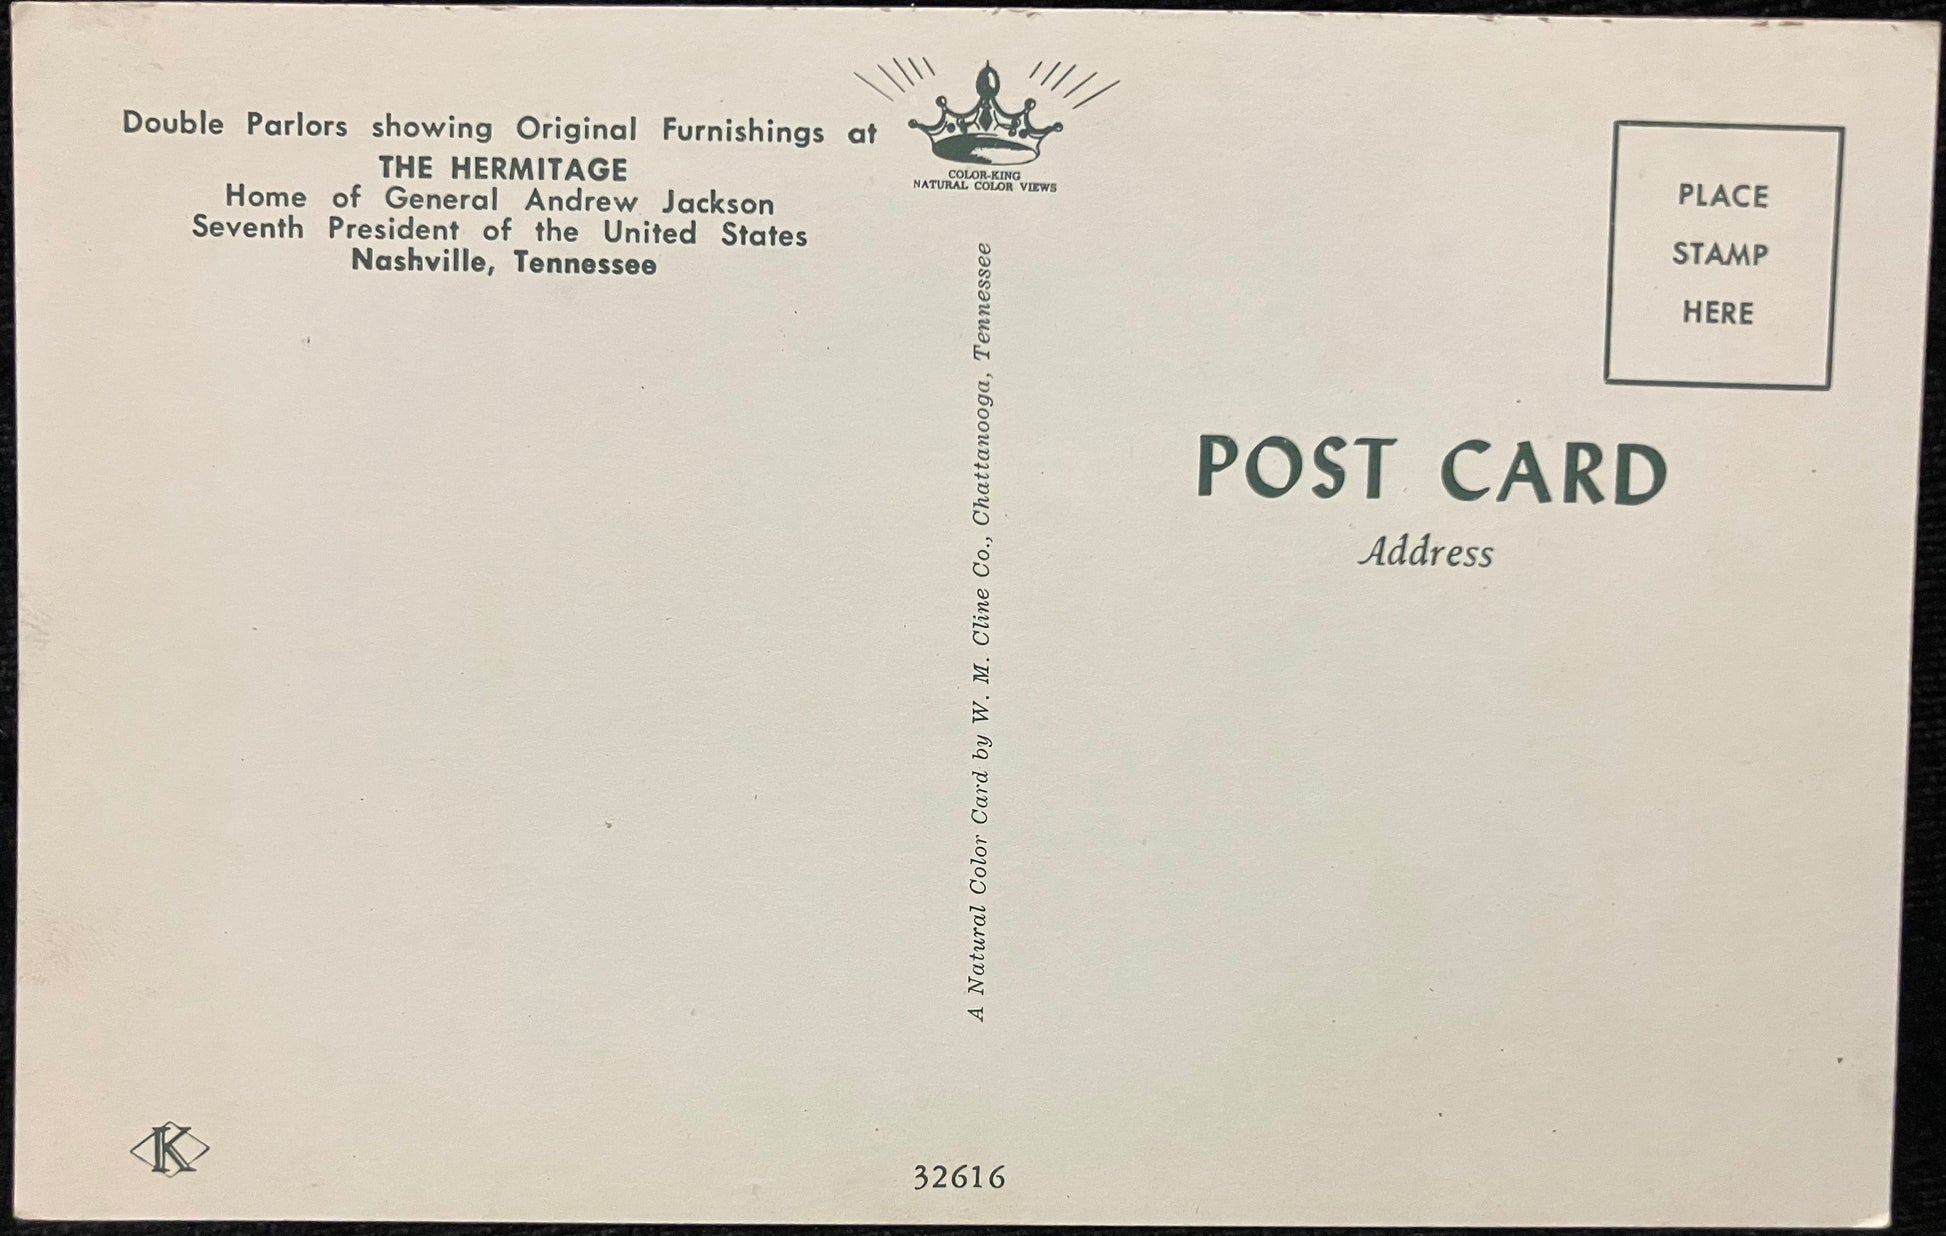 Double Parlors showing Original Furnishings at
THE HERMITAGE
Home of General Andrew Jackson
Seventh President of the United States
Nashville, Tennessee
COLOR-KING
NATURAL COLOR VIEWS
A Natural Color Card by W. M. Cline Co., Chattanooga, Tennessee
PLACE
STAMP
HERE
POST CARD
Address
K
32616